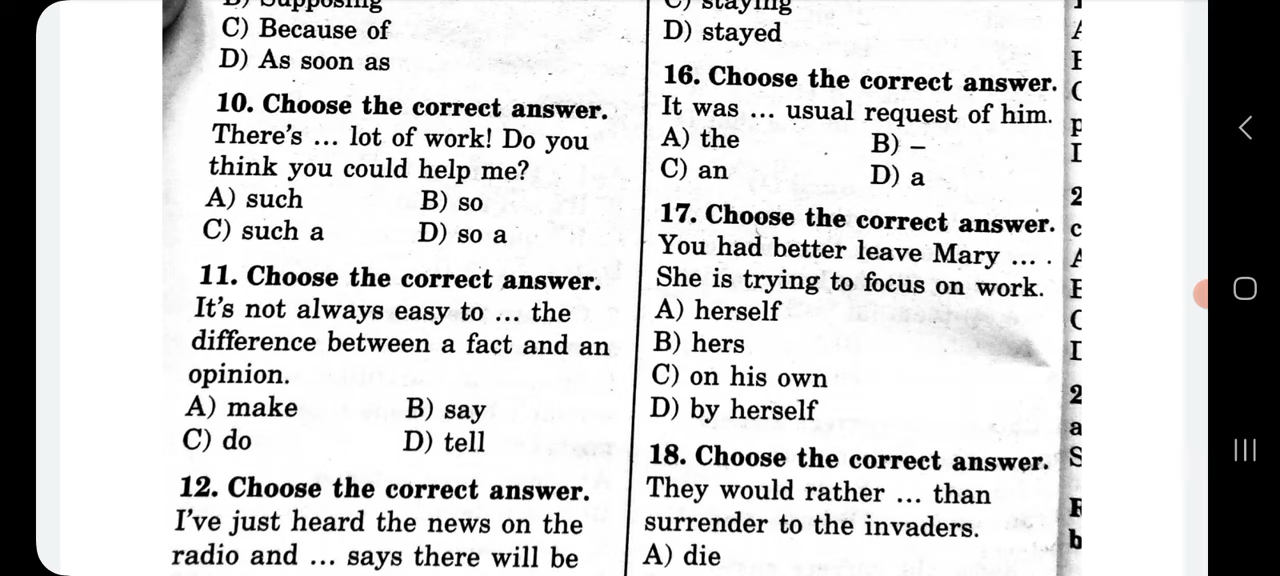 B) Supposing
C) Because of
D) As soon as
10. Choose the correct answer.
There's ... lot of work! Do you
think you could help me?
A) such
B) so
C) such a
D) so a
11. Choose the correct answer.
It's not always easy to ... the
difference between a fact and an
opinion.
A) make
B) say
C) do
D) tell
12. Choose the correct answer.
I've just heard the news on the
radio and ... says there will be
C) staying
D) stayed
16. Choose the correct answer.
It was ... usual request of him.
A) the
B) –
C) an
D) a
17. Choose the correct answer.
You had better leave Mary ... .
She is trying to focus on work.
A) herself
B) hers
C) on his own
D) by herself
18. Choose the correct answer.
They would rather ... than
surrender to the invaders.
A) die